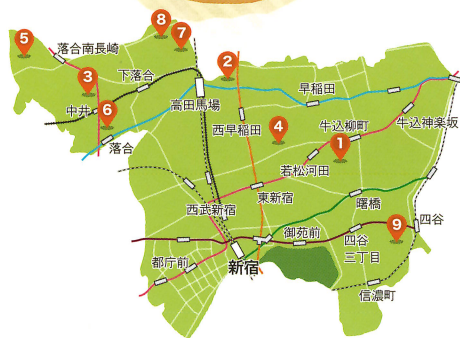 8
7
5
落合南長崎
2
3
下落合
早稲田
高田馬場
中井
6
西早稲田
4
牛込柳町
牛込神楽坂
落合
1
若松河田
東新宿
西武新宿
曙橋
9
四谷
御苑前
四谷
三丁目
都庁前
新宿
信濃町